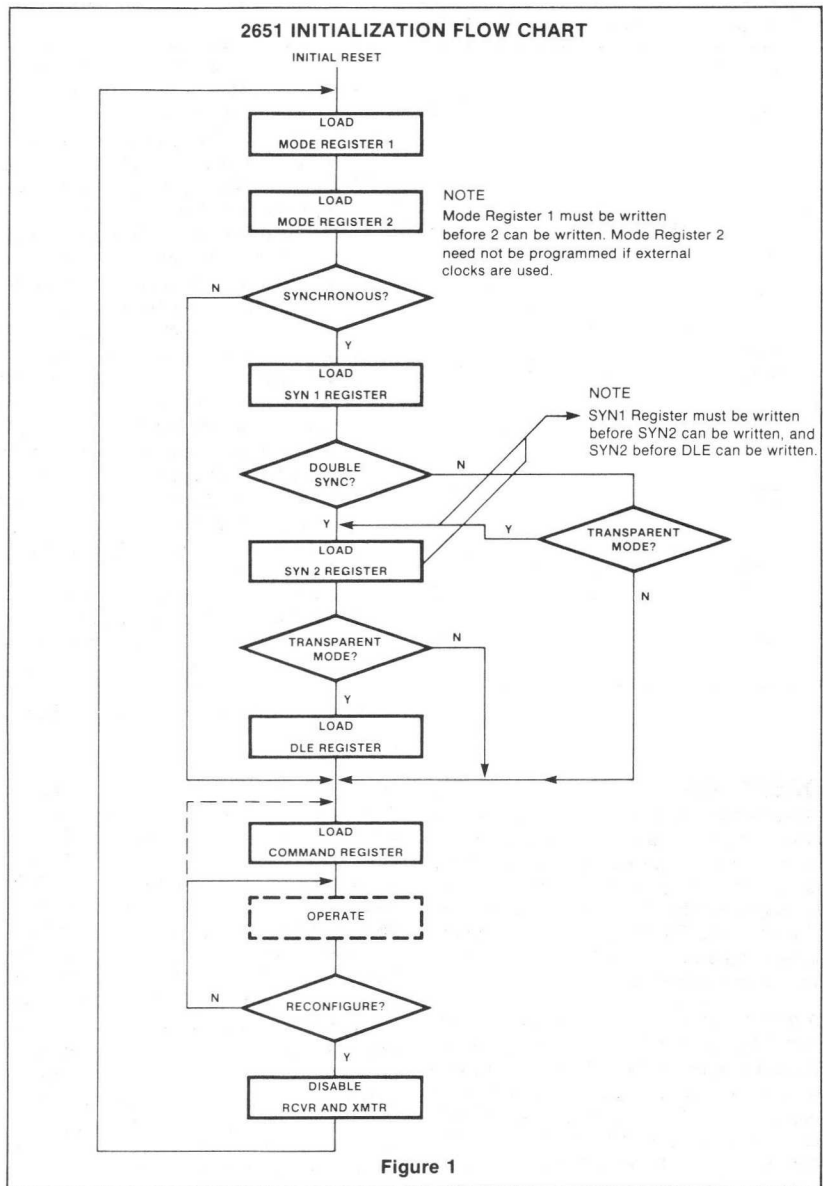 2651 INITIALIZATION FLOW CHART
INITIAL RESET
LOAD
MODE REGISTER 1
LOAD
MODE REGISTER 2
NOTE
Mode Register 1 must be written
before 2 can be written. Mode Register 2
need not be programmed if external
clocks are used.
N
SYNCHRONOUS?
Y
LOAD
SYN 1 REGISTER
NOTE
SYN1 Register must be written
before SYN2 can be written, and
SYN2 before DLE can be written.
DOUBLE
SYNC?
N
Y
Y
TRANSPARENT
MODE?
LOAD
SYN 2 REGISTER
N
TRANSPARENT
MODE?
N
Y
LOAD
DLE REGISTER
LOAD
COMMAND REGISTER
OPERATE
N
RECONFIGURE?
Y
DISABLE
RCVR AND XMTR
Figure 1